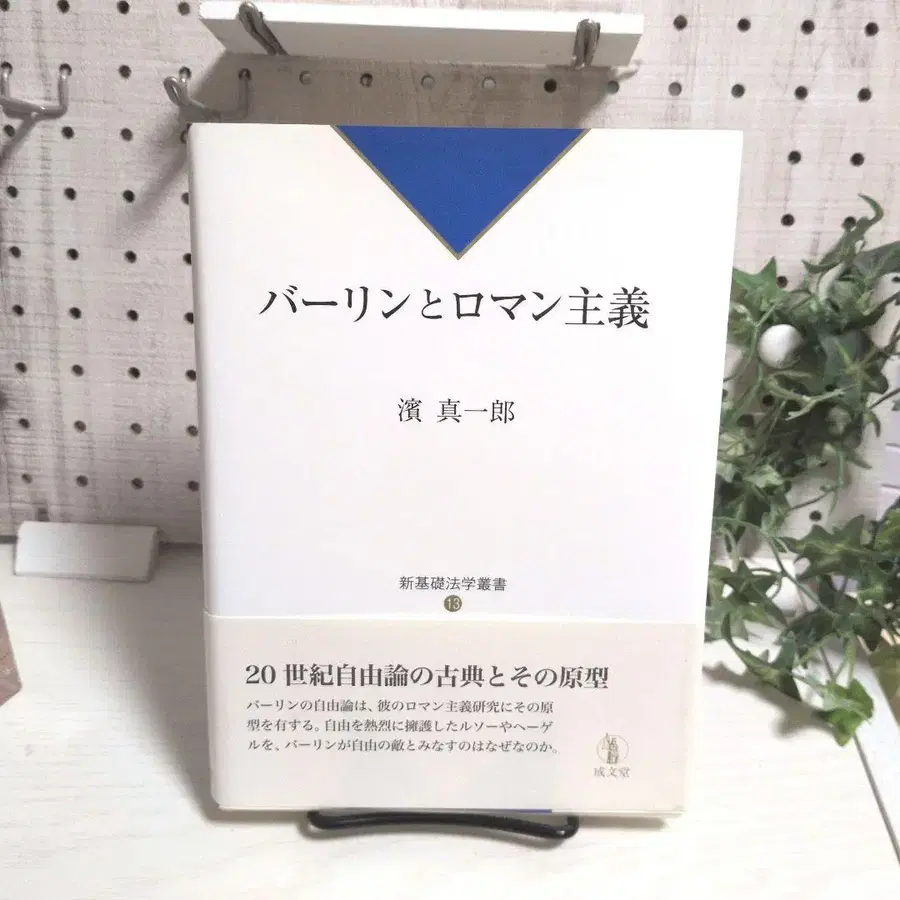 バーリンとロマン主義
濱 真一郎
新基礎法学叢書
13
20 世紀自由論の古典とその原型
バーリンの自由論は、彼のロマン主義研究にその原
型を有する。自由を熱烈に擁護したルソーやヘーゲ
ルを、バーリンが自由の敵とみなすのはなぜなのか。
成文堂